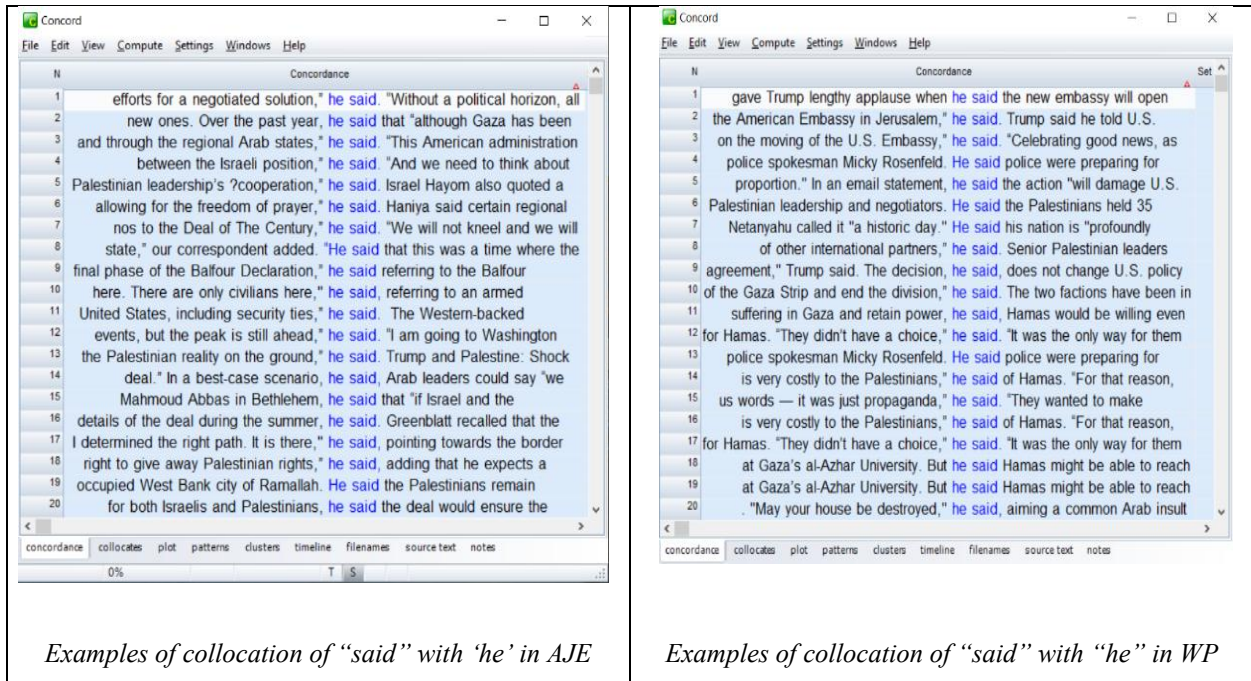 Concord
File Edit View Compute Settings Windows Help
N Concordance
1 efforts for a negotiated solution," he said. "Without a political horizon, all
2 new ones. Over the past year, he said that "although Gaza has been
3 and through the regional Arab states," he said. "This American administration
4 between the Israeli position," he said. "And we need to think about
5 Palestinian leadership's ?cooperation," he said. Israel Hayom also quoted a
6 allowing for the freedom of prayer," he said. Haniya said certain regional
7 nos to the Deal of The Century," he said. "We will not kneel and we will
8 state," our correspondent added. "He said that this was a time where the
9 final phase of the Balfour Declaration," he said referring to the Balfour
10 here. There are only civilians here," he said, referring to an armed
11 United States, including security ties," he said. The Western-backed
12 events, but the peak is still ahead," he said. "I am going to Washington
13 the Palestinian reality on the ground," he said. Trump and Palestine: Shock
14 deal." In a best-case scenario, he said, Arab leaders could say "we
15 Mahmoud Abbas in Bethlehem, he said that "if Israel and the
16 details of the deal during the summer, he said. Greenblatt recalled that the
17 I determined the right path. It is there," he said, pointing towards the border
18 right to give away Palestinian rights," he said, adding that he expects a
19 occupied West Bank city of Ramallah. He said the Palestinians remain
20 for both Israelis and Palestinians, he said the deal would ensure the
concordance collocates plot patterns clusters timeline filenames source text notes
0% T S
Examples of collocation of “said” with ‘he’ in AJE
Concord
File Edit View Compute Settings Windows Help
N Concordance Set
1 gave Trump lengthy applause when he said the new embassy will open
2 the American Embassy in Jerusalem," he said. Trump said he told U.S.
3 on the moving of the U.S. Embassy," he said. "Celebrating good news, as
4 police spokesman Micky Rosenfeld. He said police were preparing for
5 proportion." In an email statement, he said the action "will damage U.S.
6 Palestinian leadership and negotiators. He said the Palestinians held 35
7 Netanyahu called it "a historic day." He said his nation is "profoundly
8 of other international partners," he said. Senior Palestinian leaders
9 agreement," Trump said. The decision, he said, does not change U.S. policy
10 of the Gaza Strip and end the division," he said. The two factions have been in
11 suffering in Gaza and retain power, he said, Hamas would be willing even
12 for Hamas. "They didn't have a choice," he said. "It was the only way for them
13 police spokesman Micky Rosenfeld. He said police were preparing for
14 is very costly to the Palestinians," he said of Hamas. "For that reason,
15 us words — it was just propaganda," he said. "They wanted to make
16 is very costly to the Palestinians," he said of Hamas. "For that reason,
17 for Hamas. "They didn't have a choice," he said. "It was the only way for them
18 at Gaza's al-Azhar University. But he said Hamas might be able to reach
19 at Gaza's al-Azhar University. But he said Hamas might be able to reach
20 . "May your house be destroyed," he said, aiming a common Arab insult
concordance collocates plot patterns clusters timeline filenames source text notes
Examples of collocation of “said” with “he” in WP